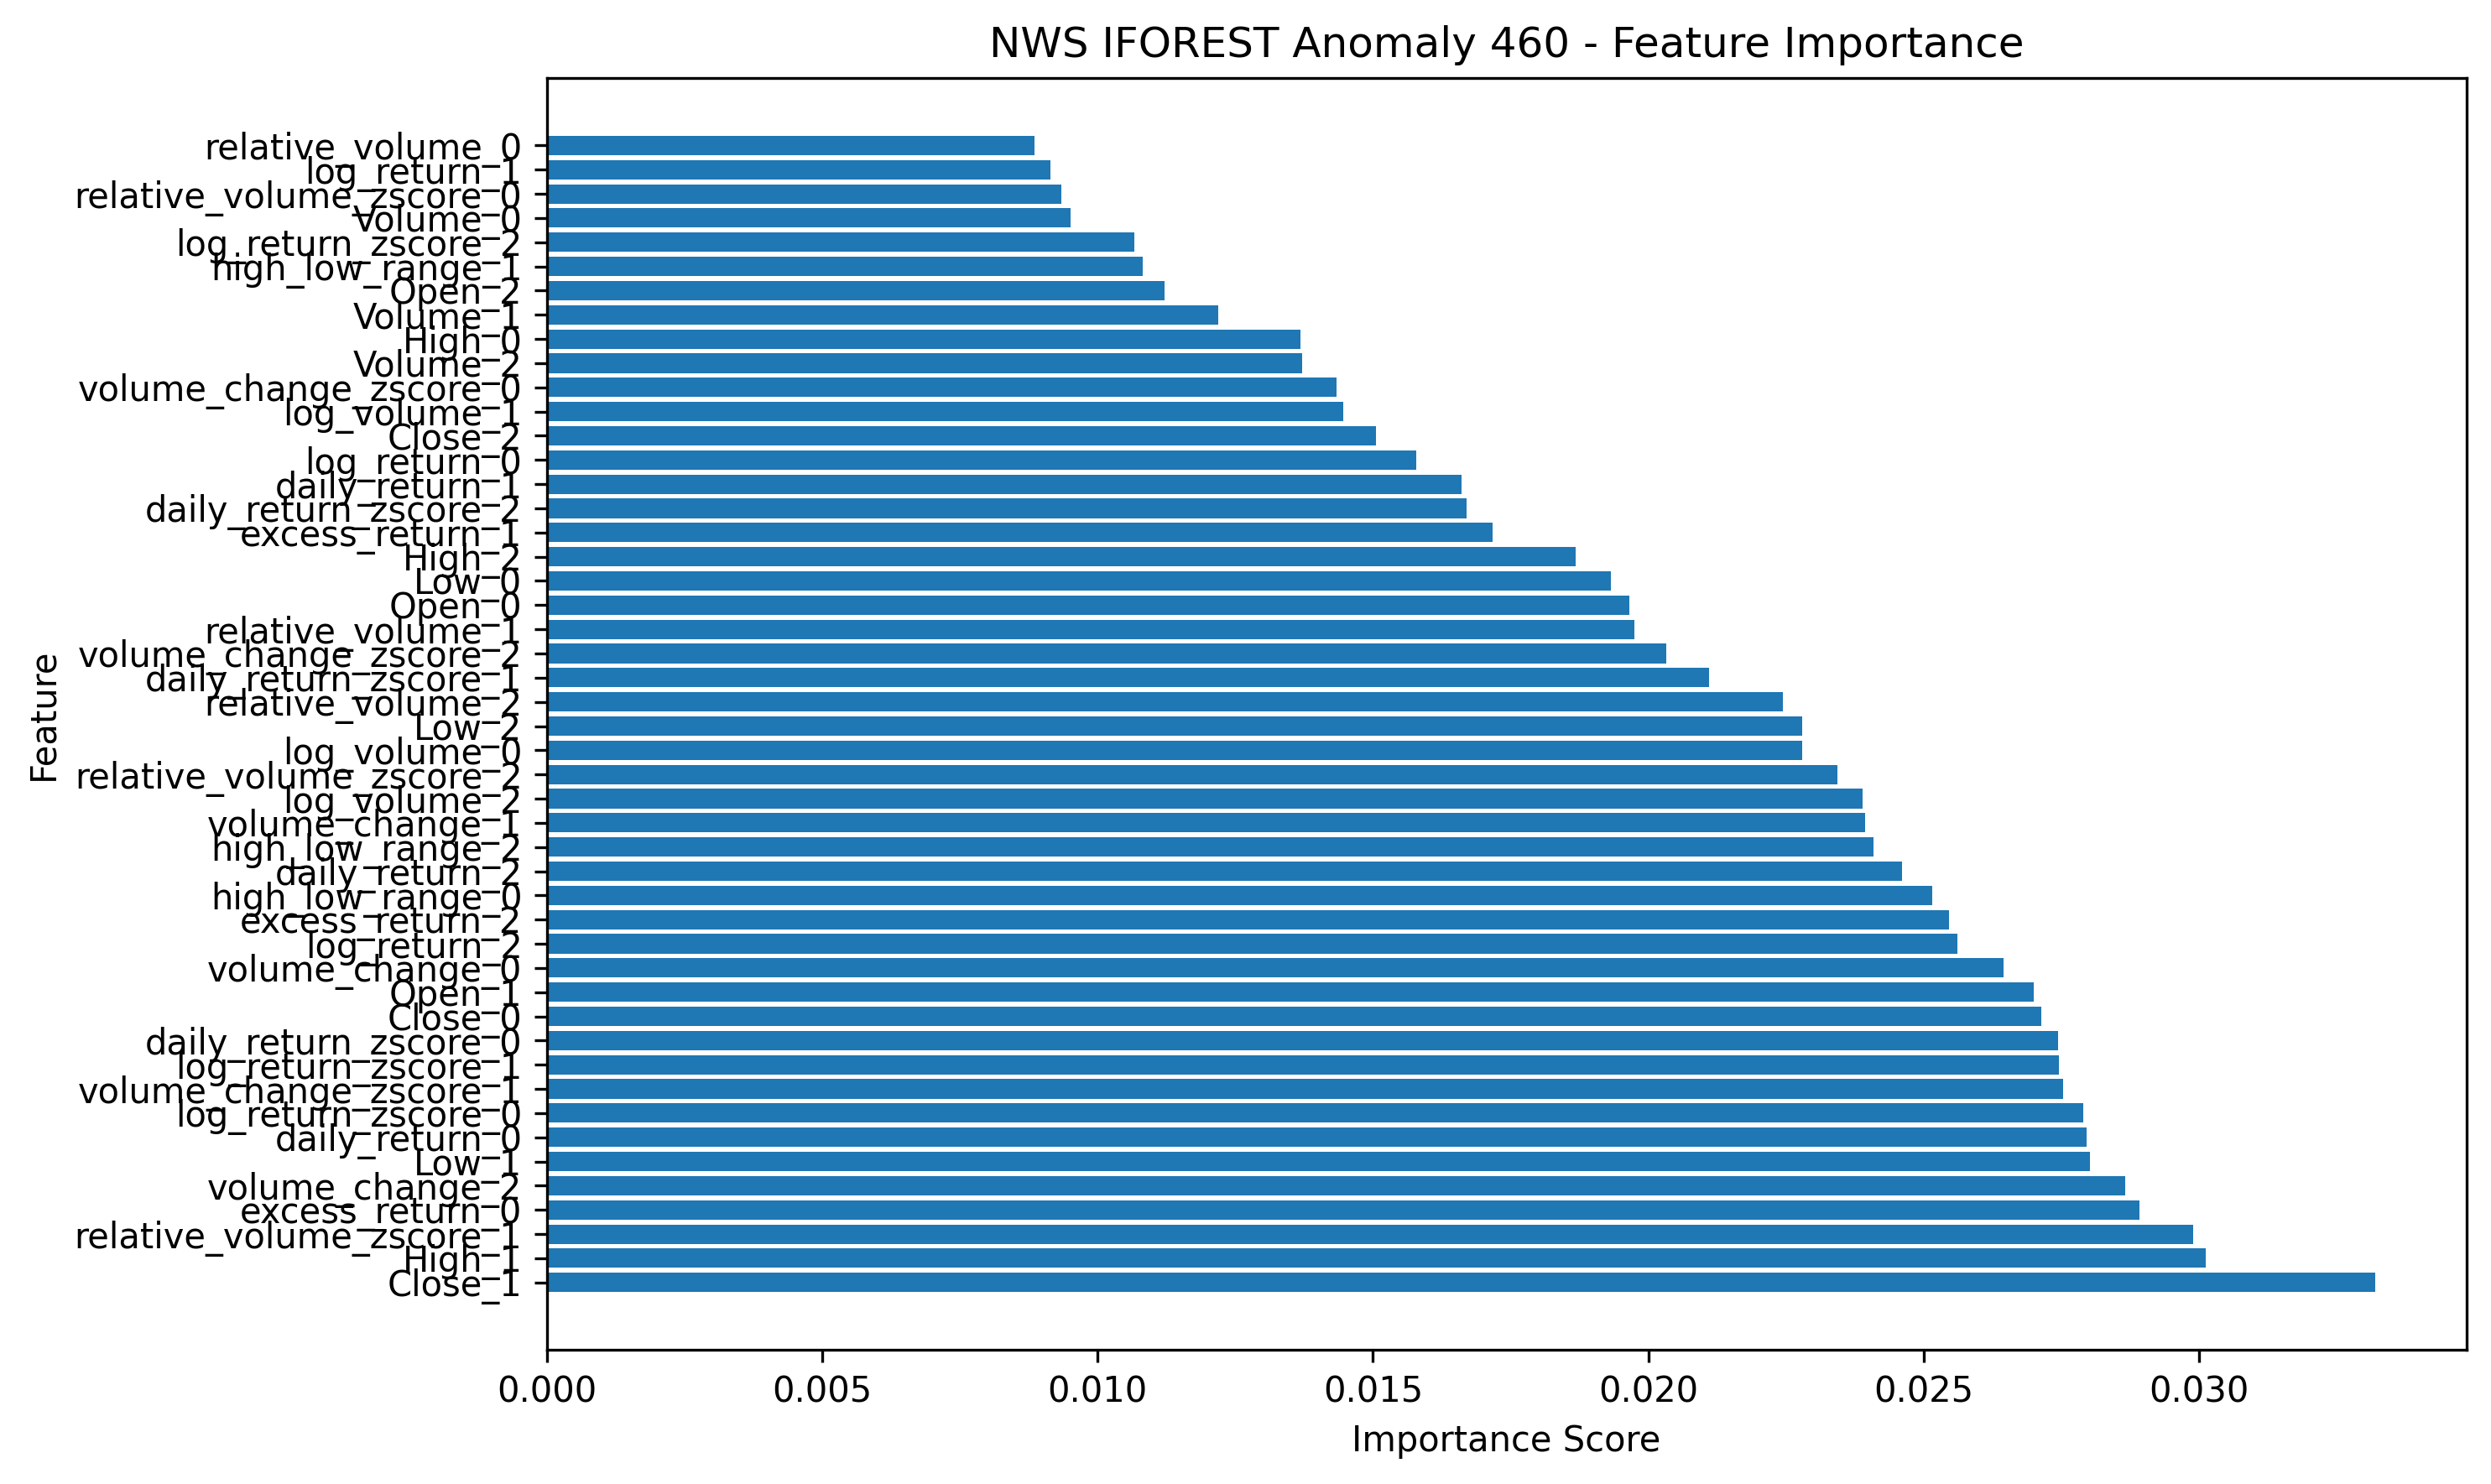 NWS IFOREST Anomaly 460 - Feature Importance
relative_volume_0
log_return_1
relative_volume_zscore_0
Volume_0
log_return_zscore_2
high_low_range_1
Open_2
Volume_1
High_0
Volume_2
volume_change_zscore_0
log_volume_1
Close_2
log_return_0
daily_return_1
daily_return_zscore_2
excess_return_1
High_2
Low_0
Open_0
relative_volume_1
volume_change_zscore_2
daily_return_zscore_1
relative_volume_2
Low_2
log_volume_0
relative_volume_zscore_2
log_volume_2
volume_change_1
high_low_range_2
daily_return_2
high_low_range_0
excess_return_2
log_return_2
volume_change_0
Open_1
Close_0
daily_return_zscore_0
log_return_zscore_1
volume_change_zscore_1
log_return_zscore_0
daily_return_0
Low_1
volume_change_2
excess_return_0
relative_volume_zscore_1
High_1
Close_1
Feature
0.000 0.005 0.010 0.015 0.020 0.025 0.030
Importance Score